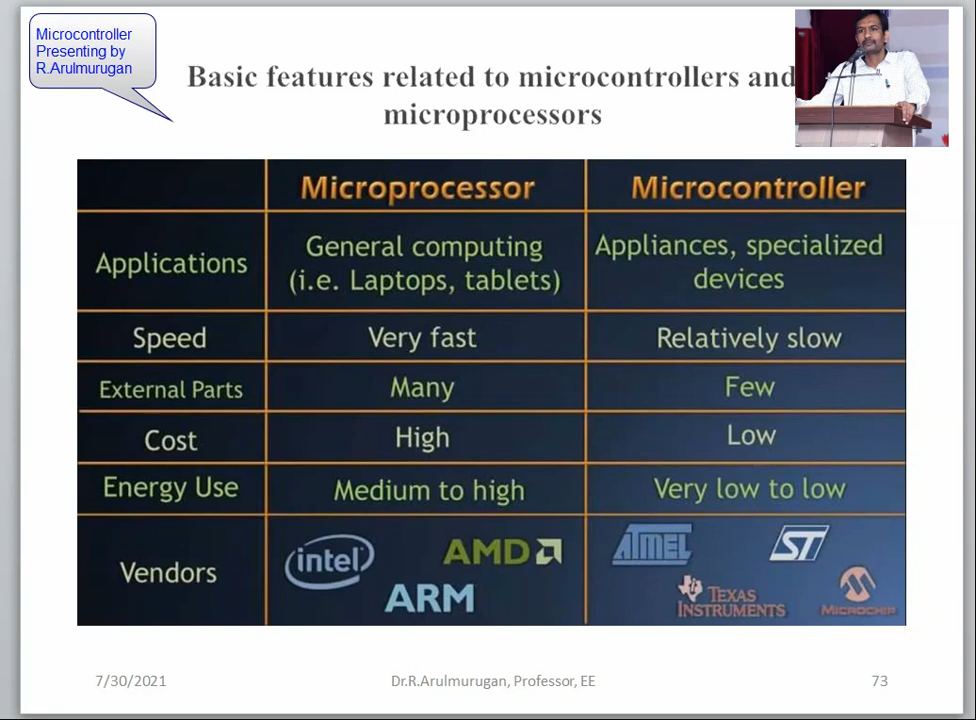 Microcontroller
Presenting by
R.Arulmurugan
Basic features related to microcontrollers and
microprocessors
Microprocessor Microcontroller
Applications
General computing
(i.e. Laptops, tablets)
Appliances, specialized
devices
Speed Very fast Relatively slow
External Parts Many Few
Cost High Low
Energy Use Medium to high Very low to low
Vendors
intel
AMD
ARM
ATMEL
ST
TEXAS
INSTRUMENTS
MICROCHIP
7/30/2021 Dr.R.Arulmurugan, Professor, EE 73